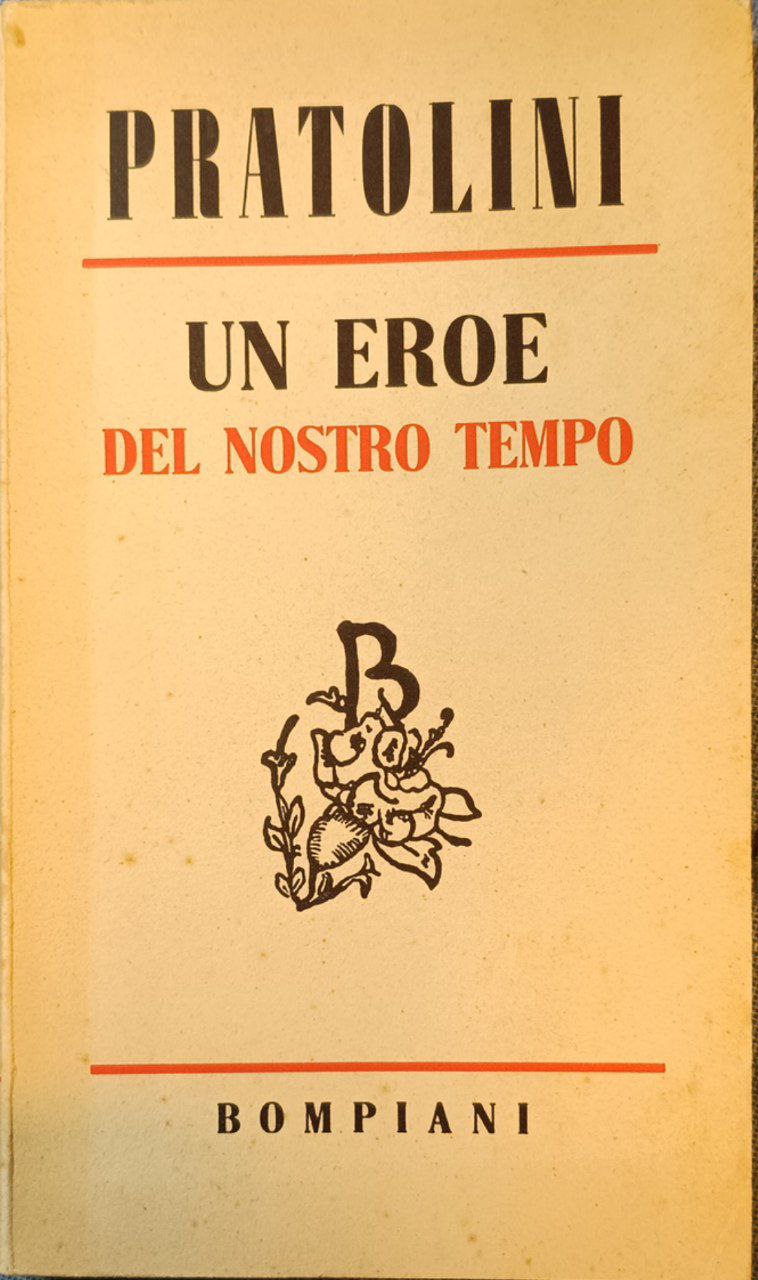 PRATOLINI
UN EROE
DEL NOSTRO TEMPO
B
BOMPIANI